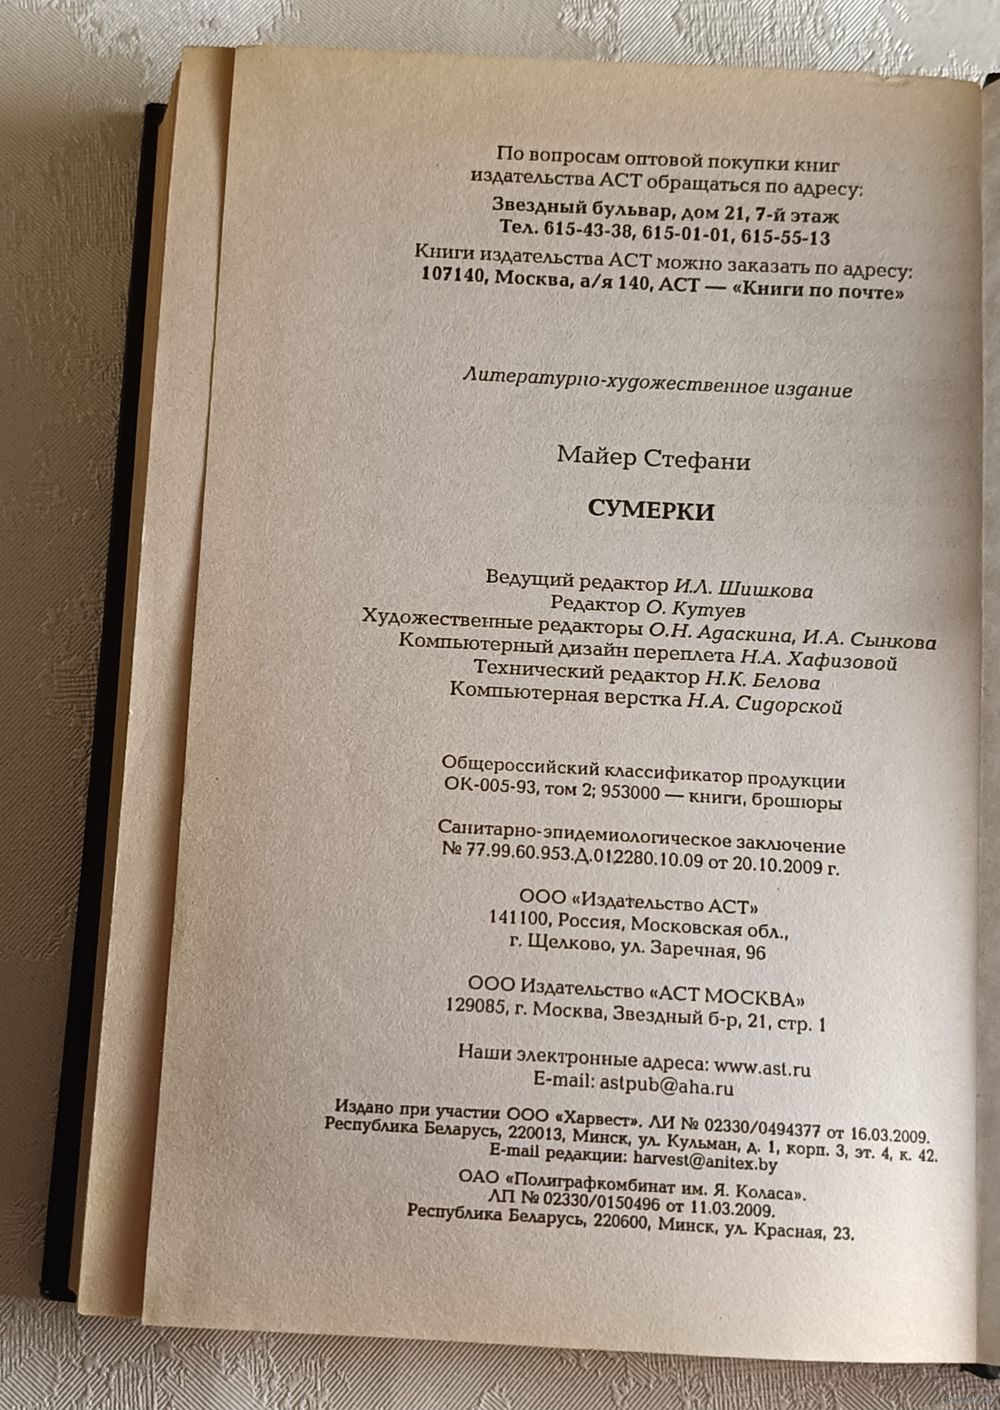 По вопросам оптовой покупки книг
издательства АСТ обращаться по адресу:
Звездный бульвар, дом 21, 7-й этаж
Тел. 615-43-38, 615-01-01, 615-55-13
Книги издательства АСТ можно заказать по адресу:
107140, Москва, а/я 140, АСТ — «Книги по почте»
Литературно-художественное издание
Майер Стефани
СУМЕРКИ
Ведущий редактор И.Л. Шишкова
Редактор О. Кутуев
Художественные редакторы О.Н. Адаскина, И.А. Сынкова
Компьютерный дизайн переплета Н.А. Хафизовой
Технический редактор Н.К. Белова
Компьютерная верстка Н.А. Сидорской
Общероссийский классификатор продукции
ОК-005-93, том 2; 953000 — книги, брошюры
Санитарно-эпидемиологическое заключение
№ 77.99.60.953.Д.012280.10.09 от 20.10.2009 г.
ООО «Издательство АСТ»
141100, Россия, Московская обл.,
г. Щелково, ул. Заречная, 96
ООО Издательство «АСТ МОСКВА»
129085, г. Москва, Звездный б-р, 21, стр. 1
Наши электронные адреса: www.ast.ru
E-mail: astpub@aha.ru
Издано при участии ООО «Харвест». ЛИ № 02330/0494377 от 16.03.2009.
Республика Беларусь, 220013, Минск, ул. Кульман, д. 1, корп. 3, эт. 4, к. 42.
E-mail редакции: harvest@anitex.by
ОАО «Полиграфкомбинат им. Я. Коласа».
ЛП № 02330/0150496 от 11.03.2009.
Республика Беларусь, 220600, Минск, ул. Красная, 23.